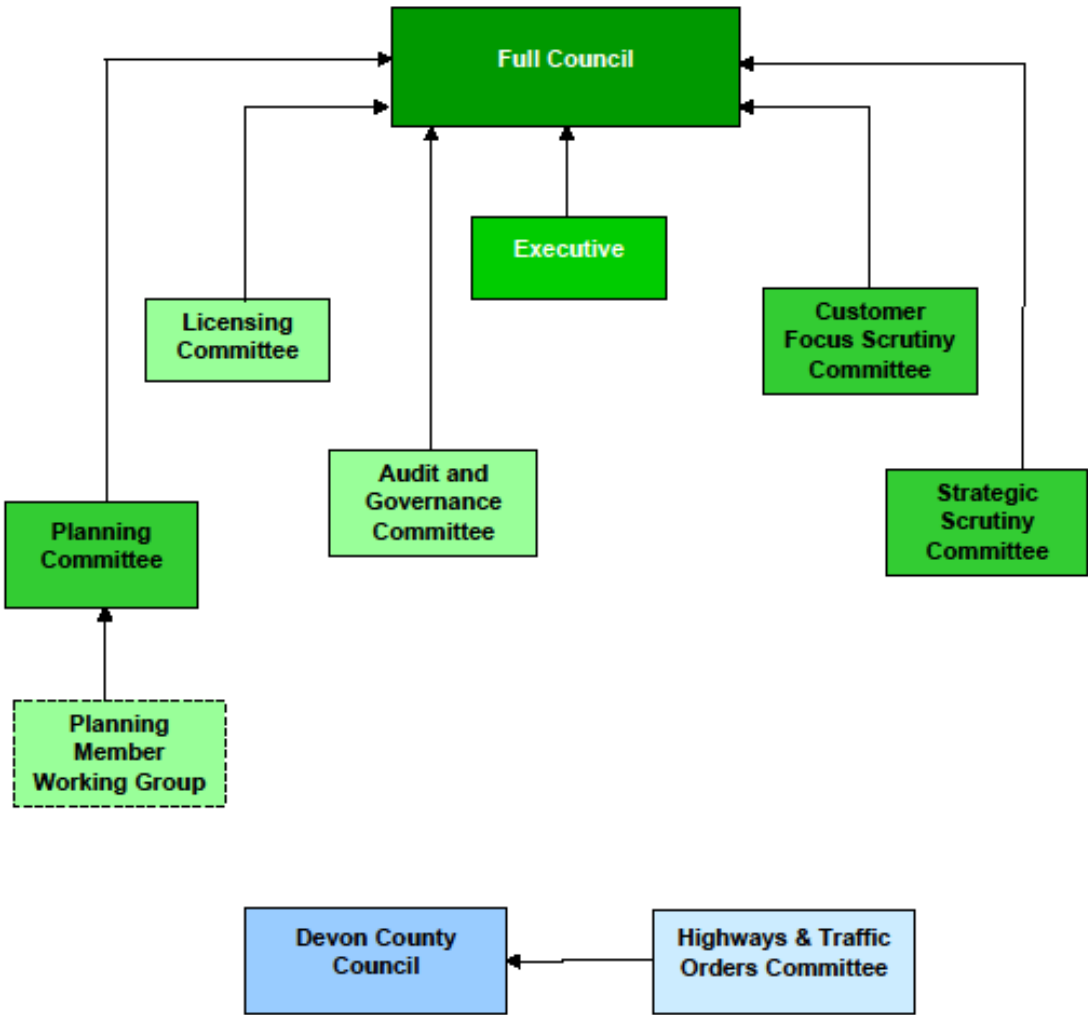 Full Council
Executive
Licensing
Committee
Customer
Focus Scrutiny
Committee
Audit and
Governance
Committee
Strategic
Scrutiny
Committee
Planning
Committee
Planning
Member
Working Group
Devon County
Council
Highways & Traffic
Orders Committee